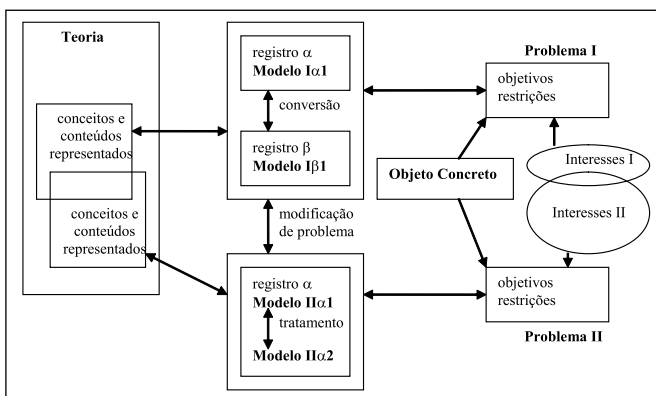 Teoria
conceitos e
conteúdos
representados
conceitos e
conteúdos
representados
registro α
Modelo Iα1
conversão
registro β
Modelo Iβ1
modificação
de problema
registro α
Modelo IIα1
tratamento
Modelo IIα2
Problema I
objetivos
restrições
Objeto Concreto
Interesses I
Interesses II
objetivos
restrições
Problema II